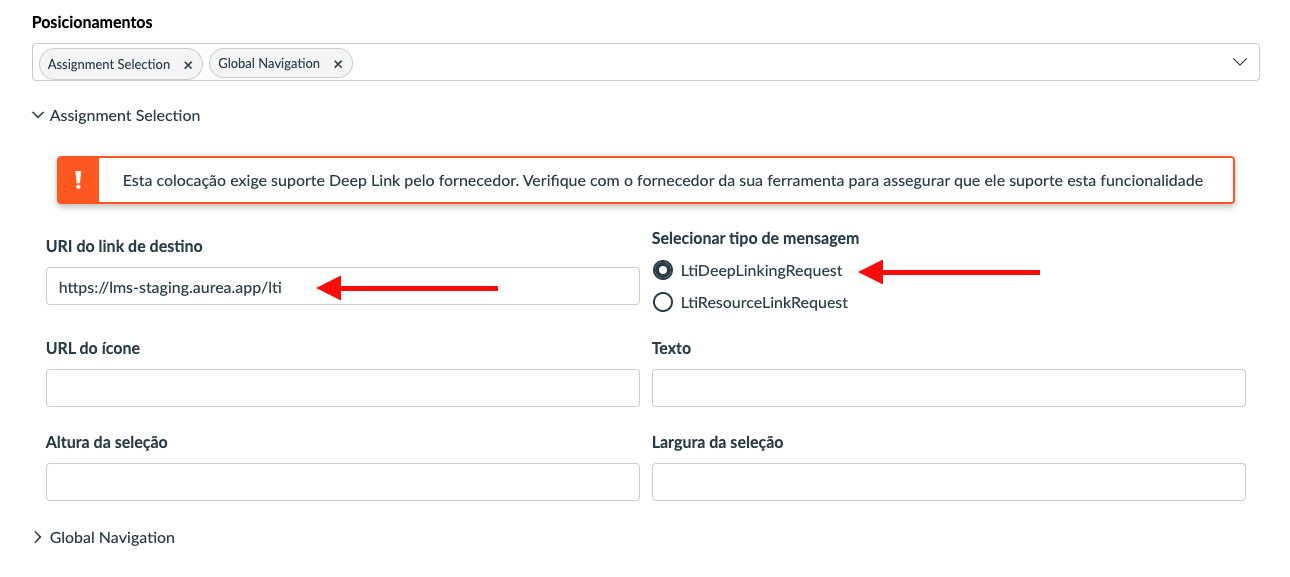 Posicionamentos
Assignment Selection × Global Navigation ×
Assignment Selection
! Esta colocação exige suporte Deep Link pelo fornecedor. Verifique com o fornecedor da sua ferramenta para assegurar que ele suporte esta funcionalidade
URI do link de destino
https://lms-staging.aurea.app/lti
Selecionar tipo de mensagem
LtiDeepLinkingRequest
LtiResourceLinkRequest
URL do ícone
Texto
Altura da seleção
Largura da seleção
Global Navigation